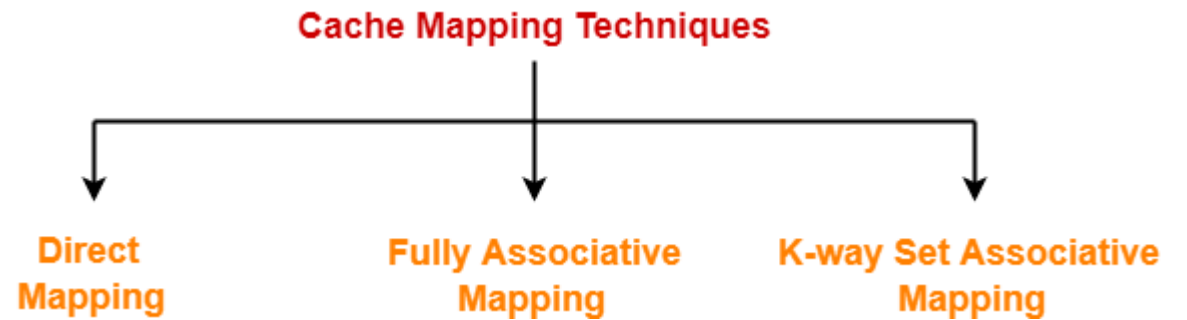 Cache Mapping Techniques
Direct
Mapping
Fully Associative
Mapping
K-way Set Associative
Mapping